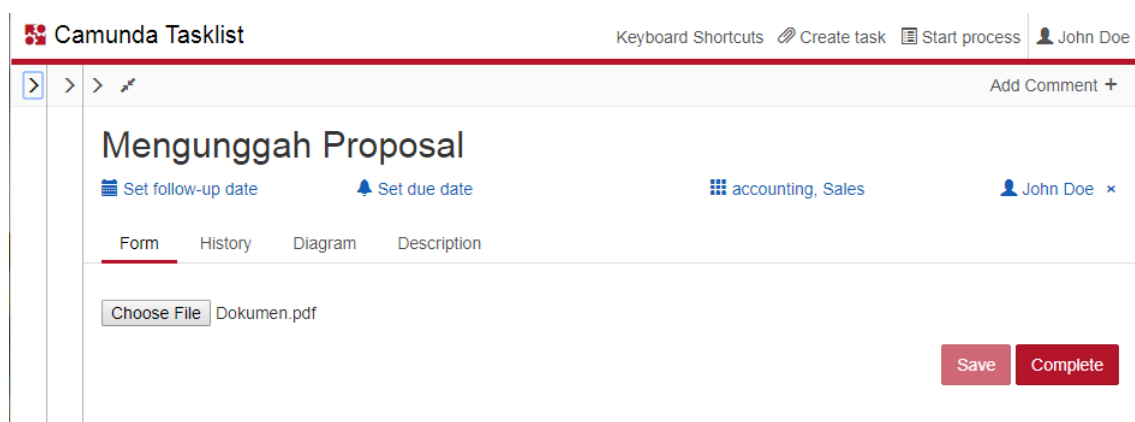 Camunda Tasklist Keyboard Shortcuts Create task Start process John Doe
Add Comment +
Mengunggah Proposal
Set follow-up date Set due date accounting, Sales John Doe ×
Form History Diagram Description
Choose File Dokumen.pdf
Save Complete